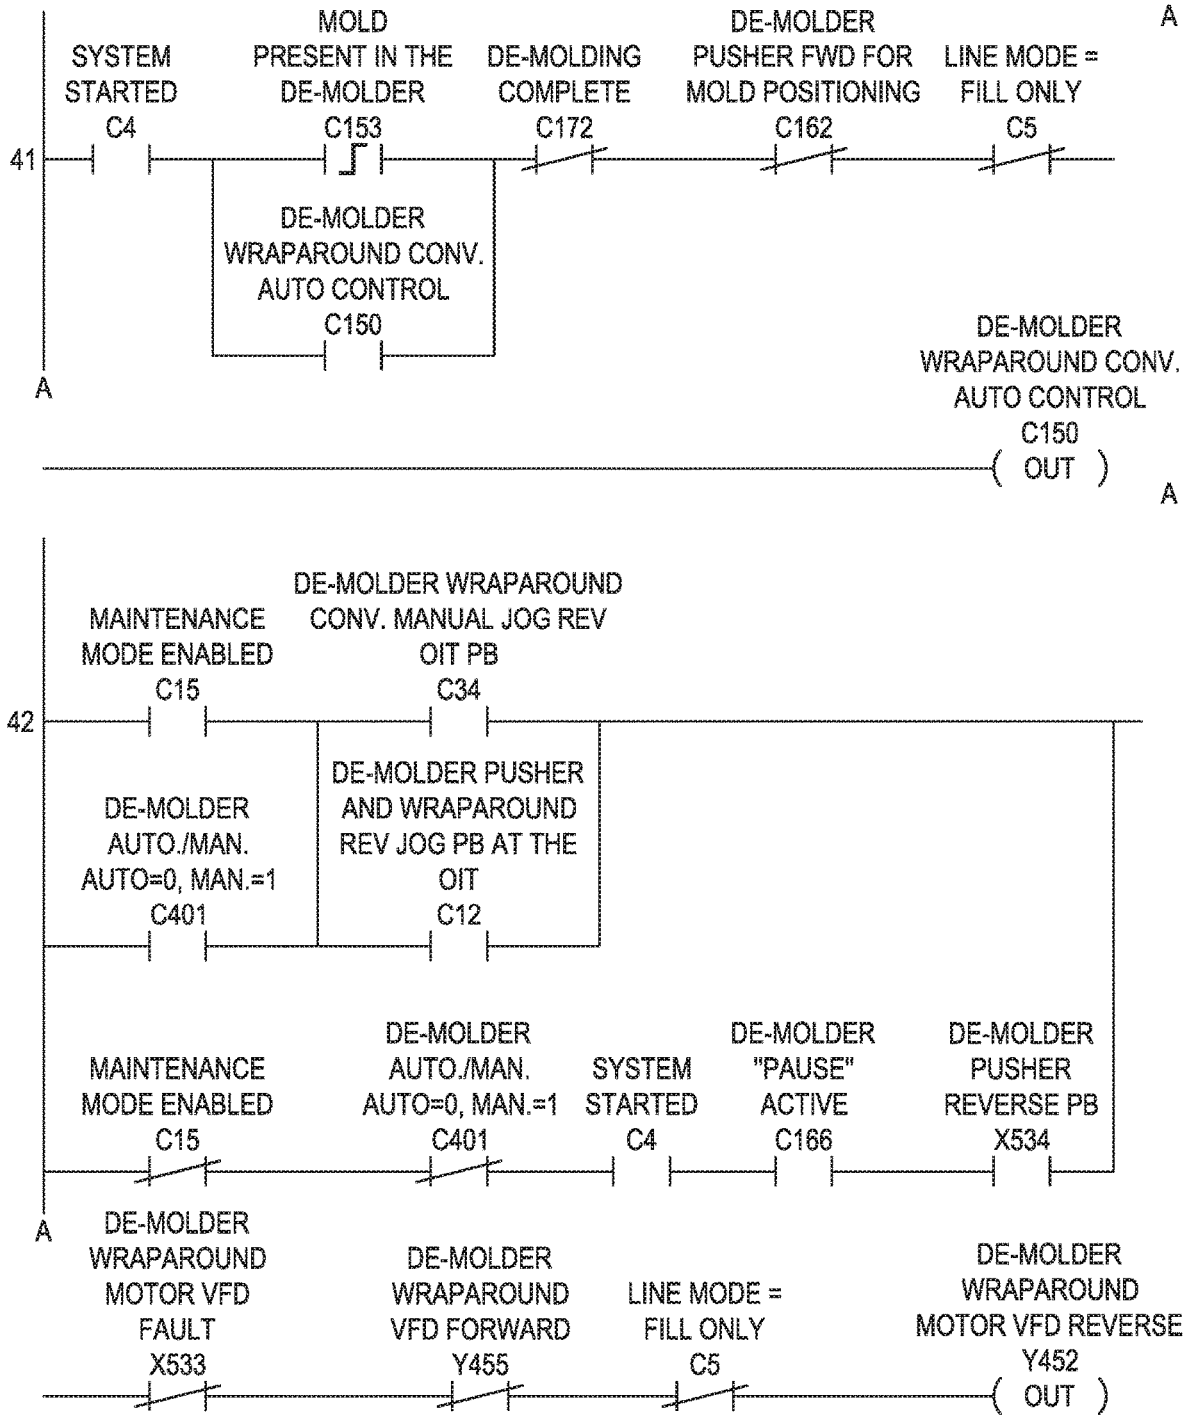 A
SYSTEM
STARTED
C4
MOLD
PRESENT IN THE
DE-MOLDER
C153
DE-MOLDING
COMPLETE
C172
DE-MOLDER
PUSHER FWD FOR
MOLD POSITIONING
C162
LINE MODE =
FILL ONLY
C5
41
DE-MOLDER
WRAPAROUND CONV.
AUTO CONTROL
C150
A
DE-MOLDER
WRAPAROUND CONV.
AUTO CONTROL
C150
OUT
A
MAINTENANCE
MODE ENABLED
C15
DE-MOLDER WRAPAROUND
CONV. MANUAL JOG REV
OIT PB
C34
42
DE-MOLDER
AUTO./MAN.
AUTO=0, MAN.=1
C401
DE-MOLDER PUSHER
AND WRAPAROUND
REV JOG PB AT THE
OIT
C12
MAINTENANCE
MODE ENABLED
C15
DE-MOLDER
AUTO./MAN.
AUTO=0, MAN.=1
C401
SYSTEM
STARTED
C4
DE-MOLDER
"PAUSE"
ACTIVE
C166
DE-MOLDER
PUSHER
REVERSE PB
X534
A
DE-MOLDER
WRAPAROUND
MOTOR VFD
FAULT
X533
DE-MOLDER
WRAPAROUND
VFD FORWARD
Y455
LINE MODE =
FILL ONLY
C5
DE-MOLDER
WRAPAROUND
MOTOR VFD REVERSE
Y452
OUT